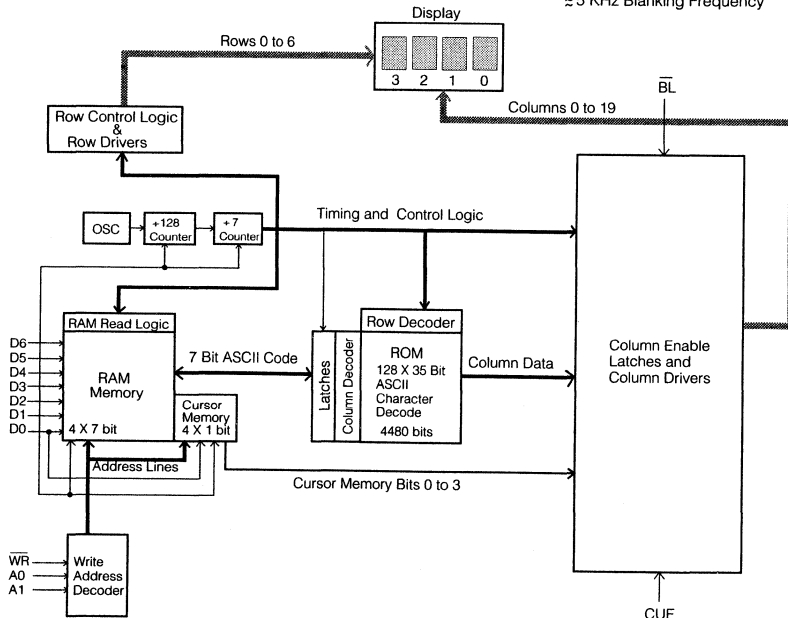 ≈ 3 KHz Blanking Frequency
Display
Rows 0 to 6
3 2 1 0
B̅L̅
Columns 0 to 19
Row Control Logic
&
Row Drivers
Timing and Control Logic
OSC
÷128
Counter
÷7
Counter
RAM Read Logic
Row Decoder
D6
D5
D4
D3
D2
D1
D0
RAM
Memory
4 X 7 bit
7 Bit ASCII Code
Latches
Column Decoder
ROM
128 X 35 Bit
ASCII
Character
Decode
4480 bits
Column Data
Column Enable
Latches and
Column Drivers
Cursor
Memory
4 X 1 bit
Address Lines
Cursor Memory Bits 0 to 3
W̅R̅
A0
A1
Write
Address
Decoder
CUE